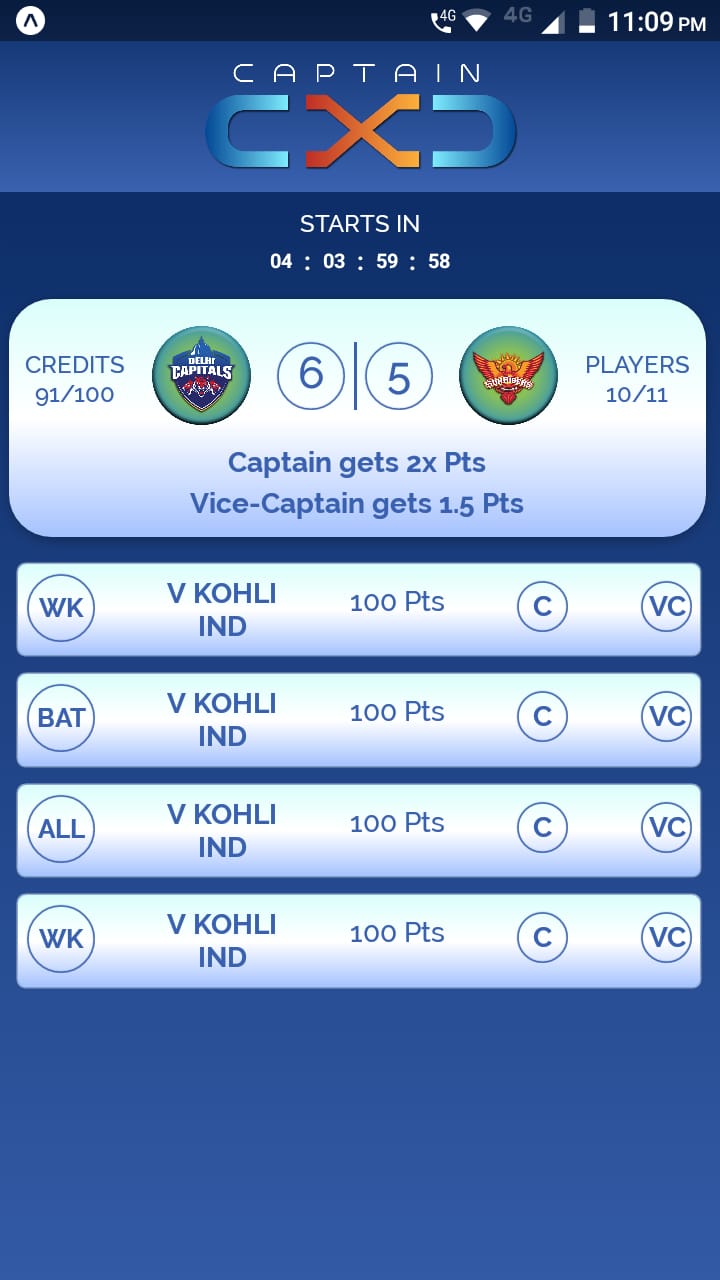 4G 4G 11:09 PM
CAPTAIN
CXD
STARTS IN
04 : 03 : 59 : 58
CREDITS
91/100
DELHI
CAPITALS
6 | 5
SUNRISERS
PLAYERS
10/11
Captain gets 2x Pts
Vice-Captain gets 1.5 Pts
WK V KOHLI 100 Pts C VC
IND
BAT V KOHLI 100 Pts C VC
IND
ALL V KOHLI 100 Pts C VC
IND
WK V KOHLI 100 Pts C VC
IND